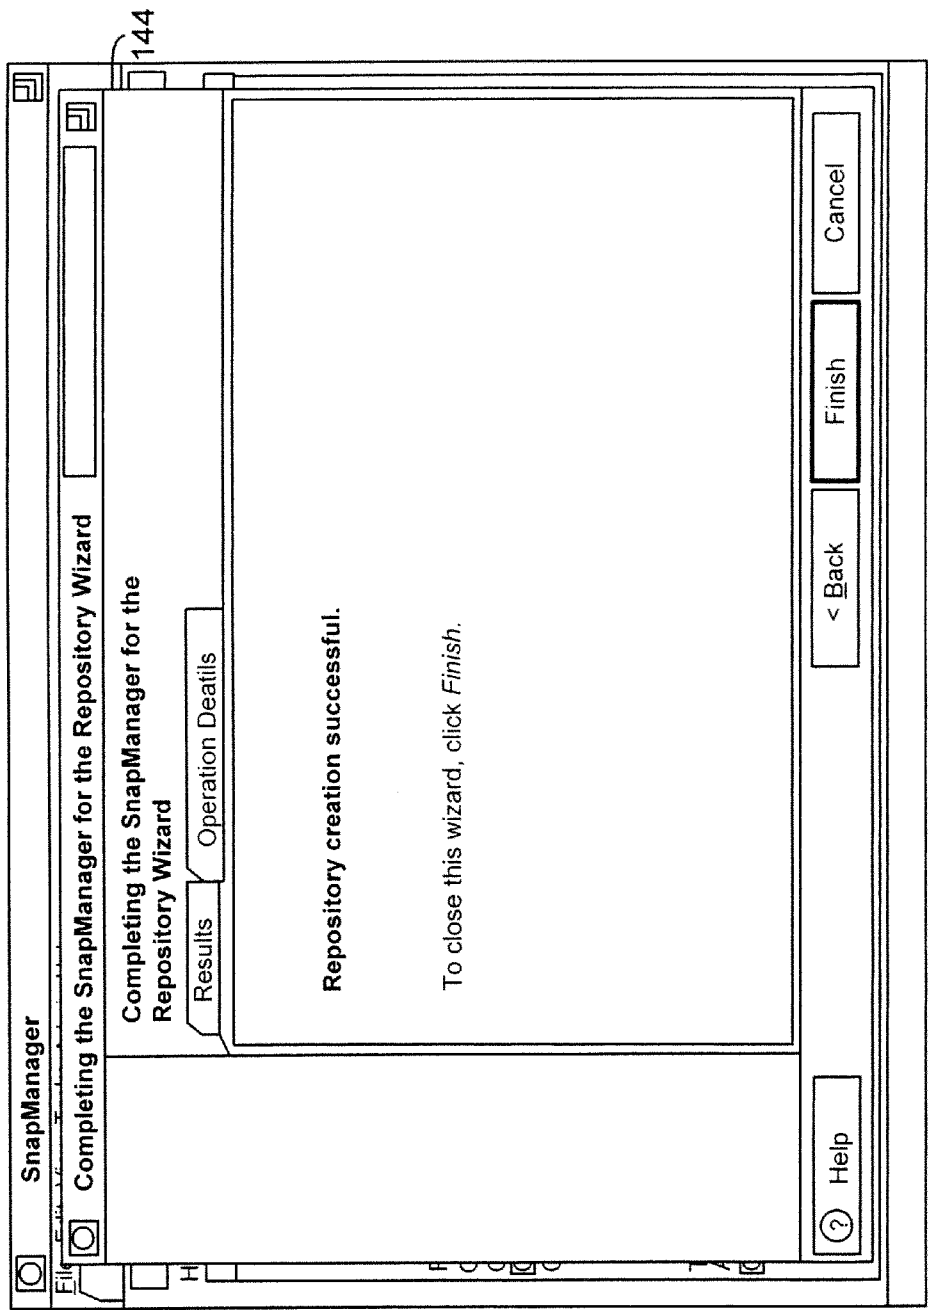 SnapManager
File
Completing the SnapManager for the Repository Wizard
144
Completing the SnapManager for the
Repository Wizard
Results
Operation Deatils
Repository creation successful.
To close this wizard, click Finish.
? Help
< Back
Finish
Cancel